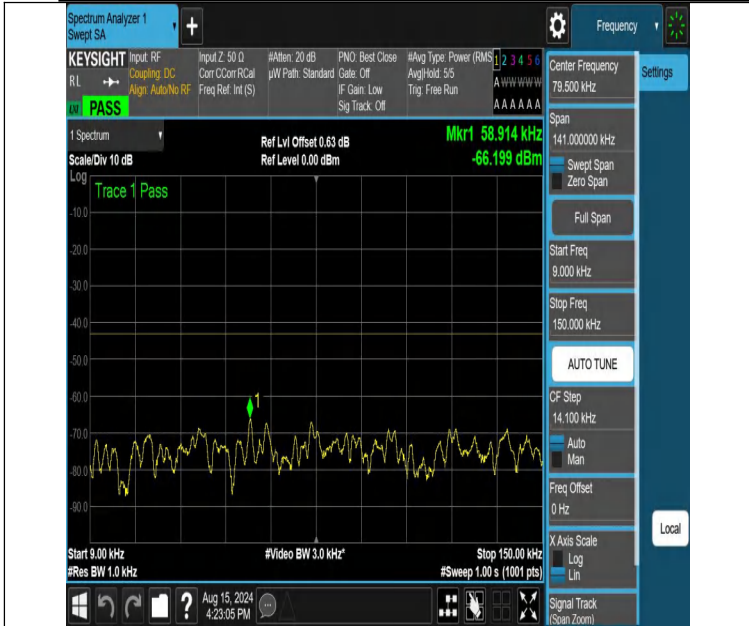 Spectrum Analyzer 1
Swept SA
+
Frequency
KEYSIGHT
RL
LXI
PASS
Input: RF
Coupling: DC
Align: Auto/No RF
Input Z: 50 Ω
Corr CCorr RCal
Freq Ref: Int (S)
#Atten: 20 dB
µW Path: Standard
PNO: Best Close
Gate: Off
IF Gain: Low
Sig Track: Off
#Avg Type: Power (RMS
Avg|Hold: 5/5
Trig: Free Run
1 2 3 4 5 6
A W W W W W
A A A A A A
1 Spectrum
Scale/Div 10 dB
Ref Lvl Offset 0.63 dB
Ref Level 0.00 dBm
Mkr1 58.914 kHz
-66.199 dBm
Log
Trace 1 Pass
-10.0
-20.0
-30.0
-40.0
-50.0
-60.0
-70.0
-80.0
-90.0
1
Start 9.00 kHz
#Res BW 1.0 kHz
#Video BW 3.0 kHz*
Stop 150.00 kHz
#Sweep 1.00 s (1001 pts)
Center Frequency
79.500 kHz
Settings
Span
141.000000 kHz
Swept Span
Zero Span
Full Span
Start Freq
9.000 kHz
Stop Freq
150.000 kHz
AUTO TUNE
CF Step
14.100 kHz
Auto
Man
Freq Offset
0 Hz
X Axis Scale
Log
Lin
Local
Signal Track
(Span Zoom)
?
Aug 15, 2024
4:23:05 PM